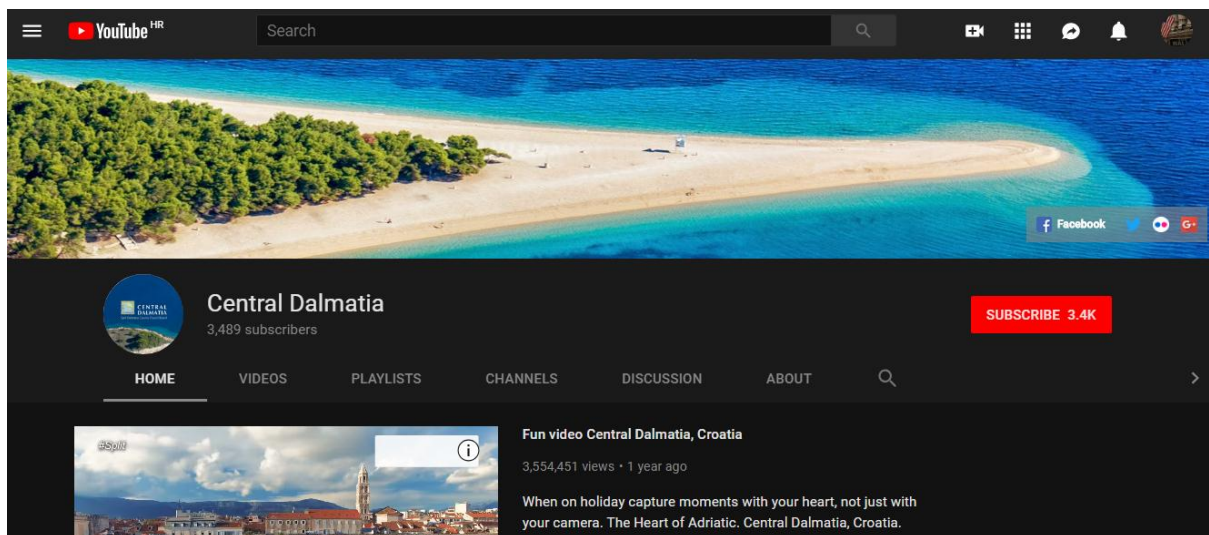 YouTube HR
Search
Facebook
CENTRAL
DALMATIA
Central Dalmatia
3,489 subscribers
SUBSCRIBE 3.4K
HOME VIDEOS PLAYLISTS CHANNELS DISCUSSION ABOUT
#Split
Fun video Central Dalmatia, Croatia
3,554,451 views • 1 year ago
When on holiday capture moments with your heart, not just with
your camera. The Heart of Adriatic. Central Dalmatia, Croatia.